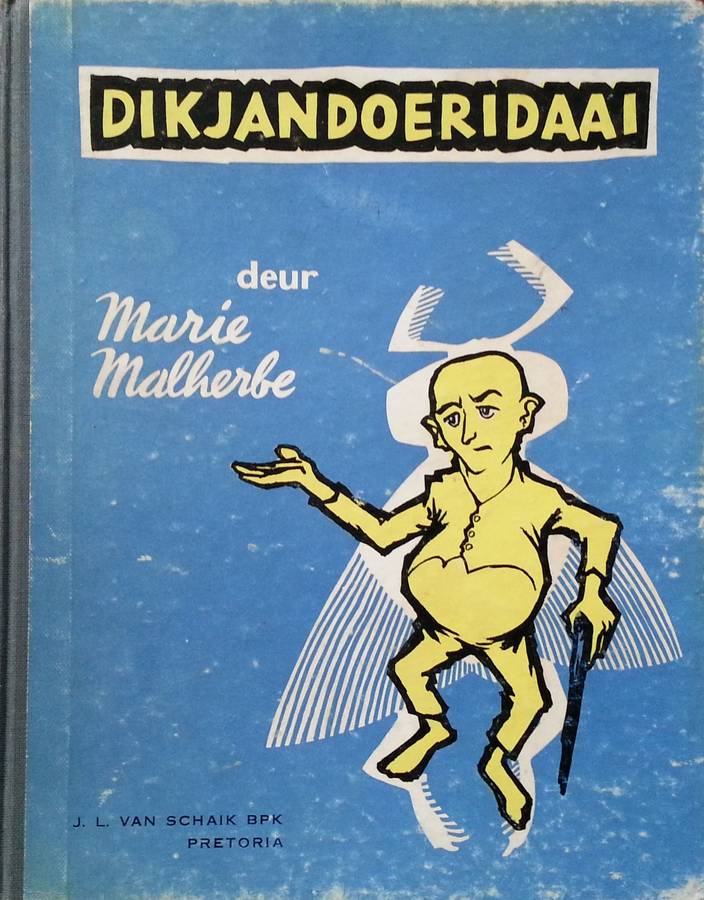 DIKJANDOERIDAAI
deur
Marie
Malherbe
J. L. VAN SCHAIK BPK
PRETORIA